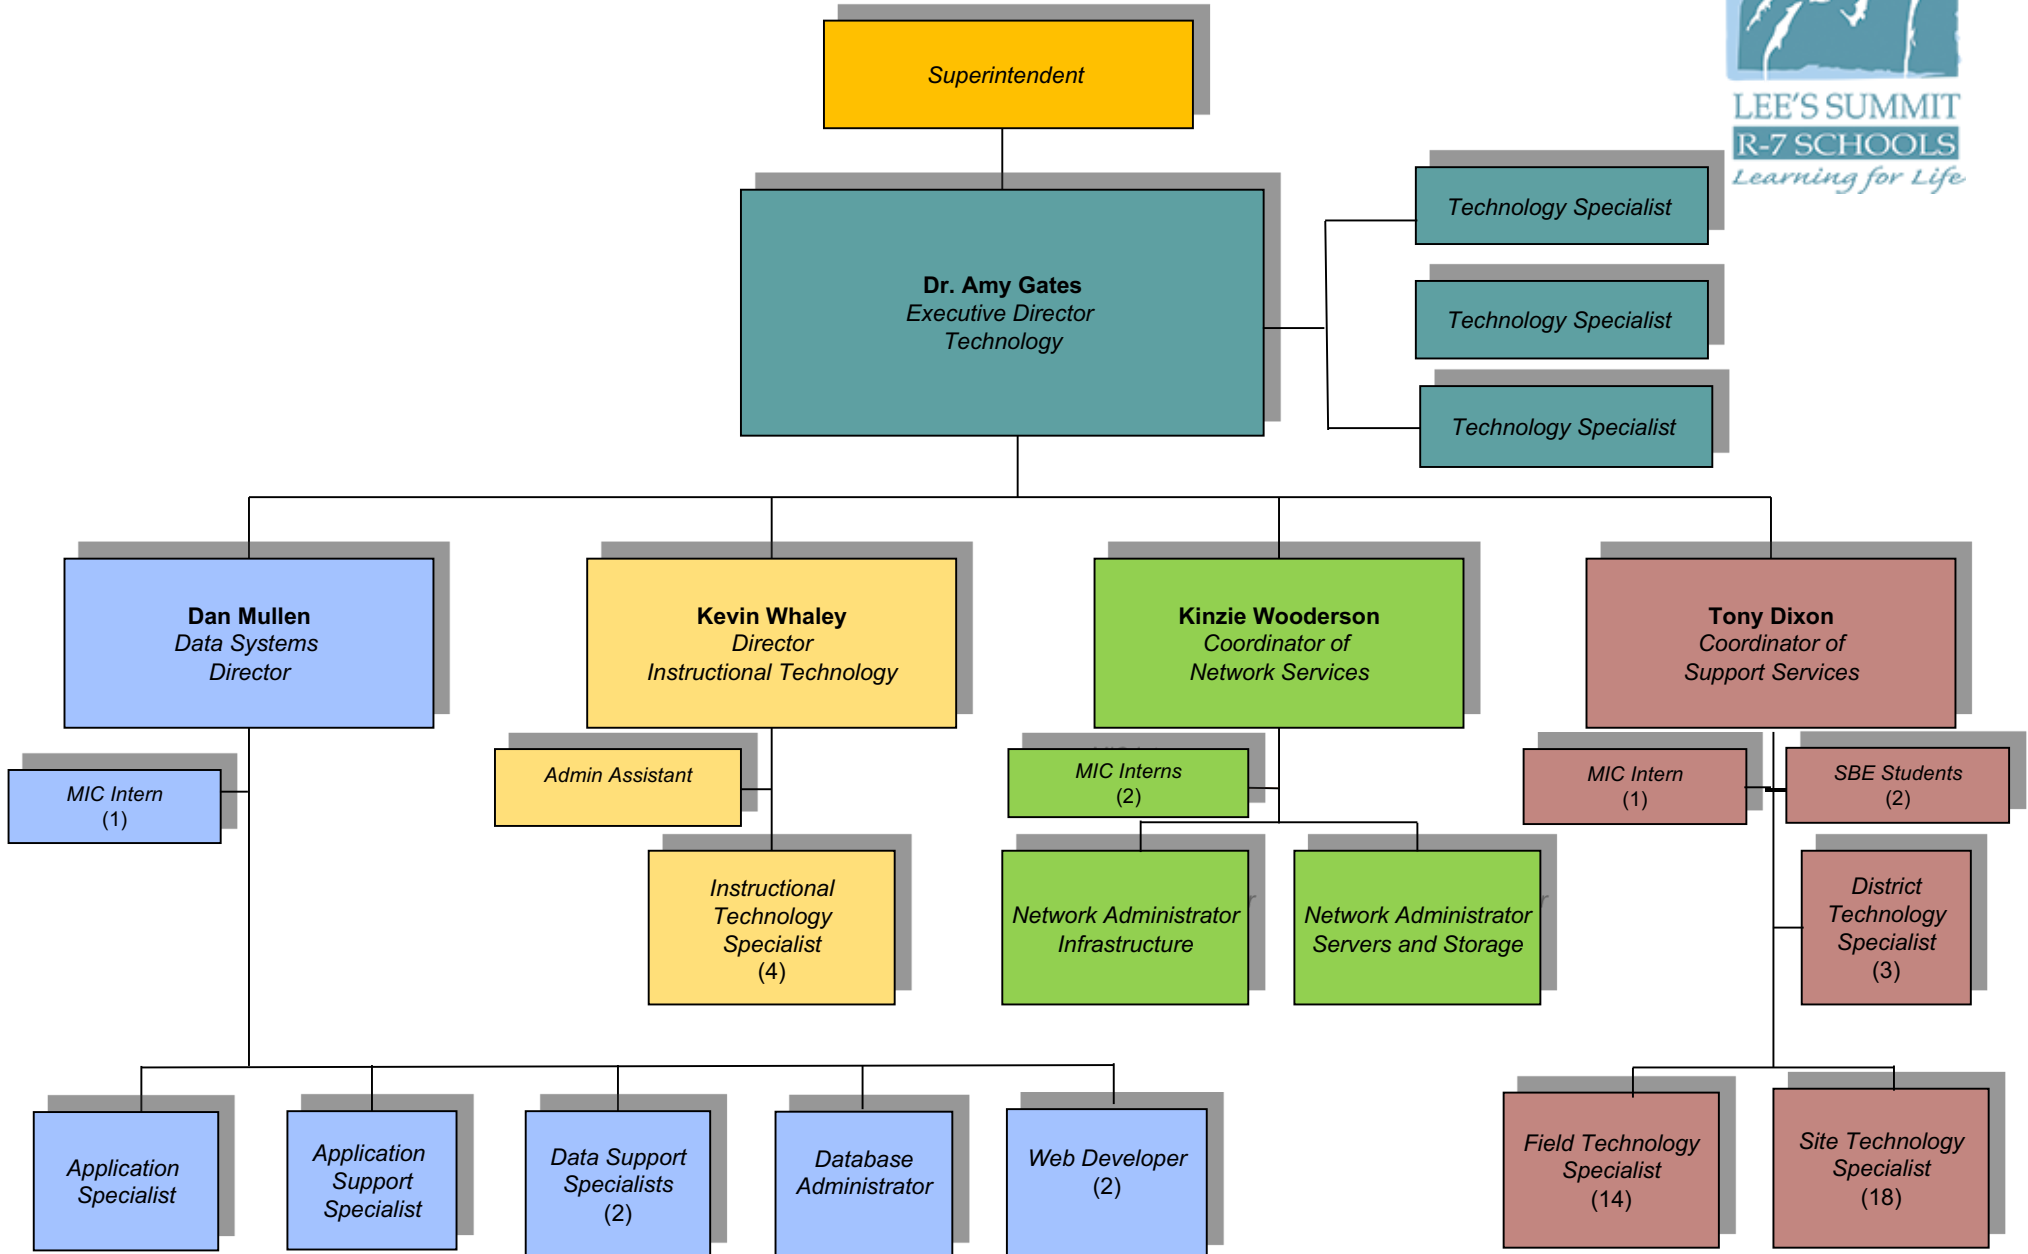 Superintendent
LEE'S SUMMIT
R-7 SCHOOLS
Learning for Life
Dr. Amy Gates
Executive Director
Technology
Technology Specialist
Technology Specialist
Technology Specialist
Dan Mullen
Data Systems
Director
Kevin Whaley
Director
Instructional Technology
Kinzie Wooderson
Coordinator of
Network Services
Tony Dixon
Coordinator of
Support Services
MIC Intern
(1)
Admin Assistant
MIC Interns
(2)
MIC Intern
(1)
SBE Students
(2)
Instructional
Technology
Specialist
(4)
Network Administrator
Infrastructure
Network Administrator
Servers and Storage
District
Technology
Specialist
(3)
Application
Specialist
Application
Support
Specialist
Data Support
Specialists
(2)
Database
Administrator
Web Developer
(2)
Field Technology
Specialist
(14)
Site Technology
Specialist
(18)